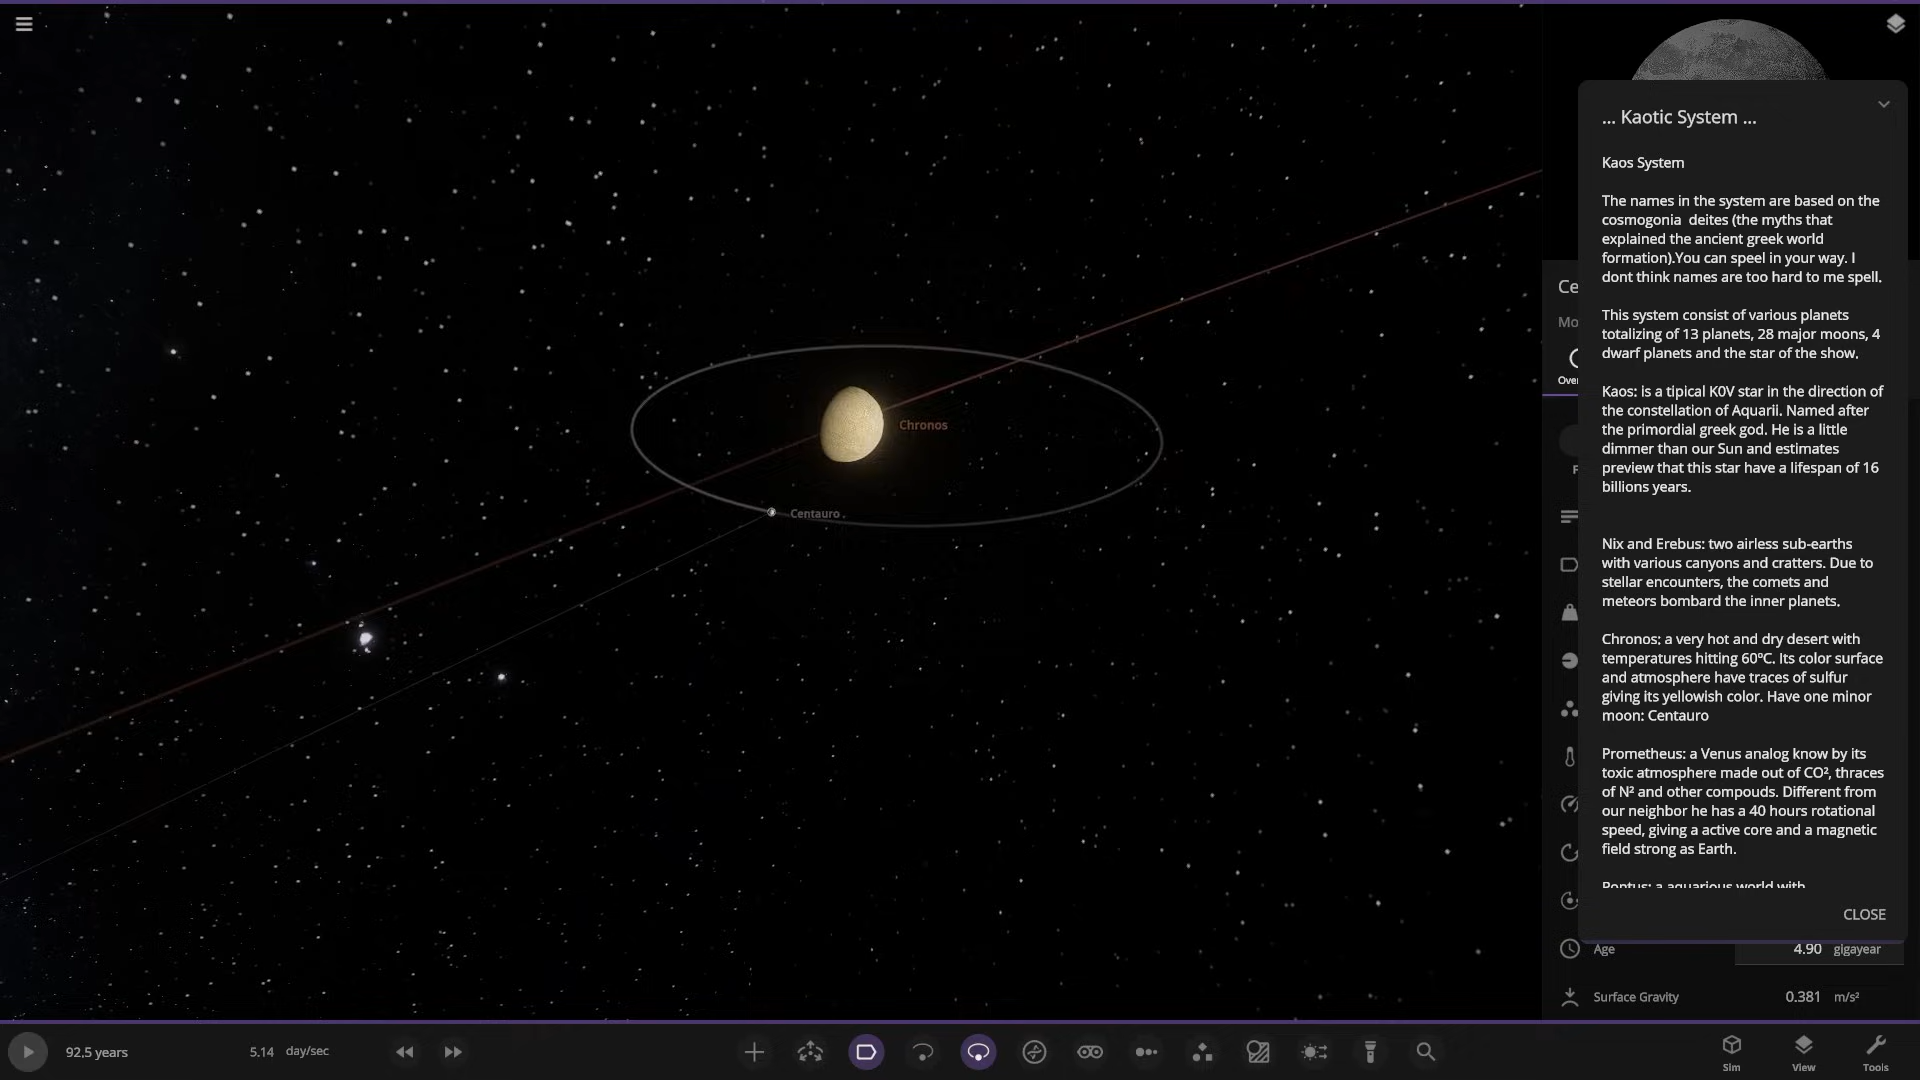 ... Kaotic System ...
Kaos System
The names in the system are based on the
cosmogonia  deites (the myths that
explained the ancient greek world
formation).You can speel in your way. I
dont think names are too hard to me spell.
This system consist of various planets
totalizing of 13 planets, 28 major moons, 4
dwarf planets and the star of the show.
Kaos: is a tipical K0V star in the direction of
the constellation of Aquarii. Named after
the primordial greek god. He is a little
dimmer than our Sun and estimates
preview that this star have a lifespan of 16
billions years.
Nix and Erebus: two airless sub-earths
with various canyons and cratters. Due to
stellar encounters, the comets and
meteors bombard the inner planets.
Chronos: a very hot and dry desert with
temperatures hitting 60ºC. Its color surface
and atmosphere have traces of sulfur
giving its yellowish color. Have one minor
moon: Centauro
Prometheus: a Venus analog know by its
toxic atmosphere made out of CO², thraces
of N² and other compouds. Different from
our neighbor he has a 40 hours rotational
speed, giving a active core and a magnetic
field strong as Earth.
Pontus: a aquarious world with
CLOSE
Chronos
Centauro
Ce
Mo
Over
Age 4.90 gigayear
Surface Gravity 0.381 m/s²
92.5 years 5.14 day/sec
Sim View Tools